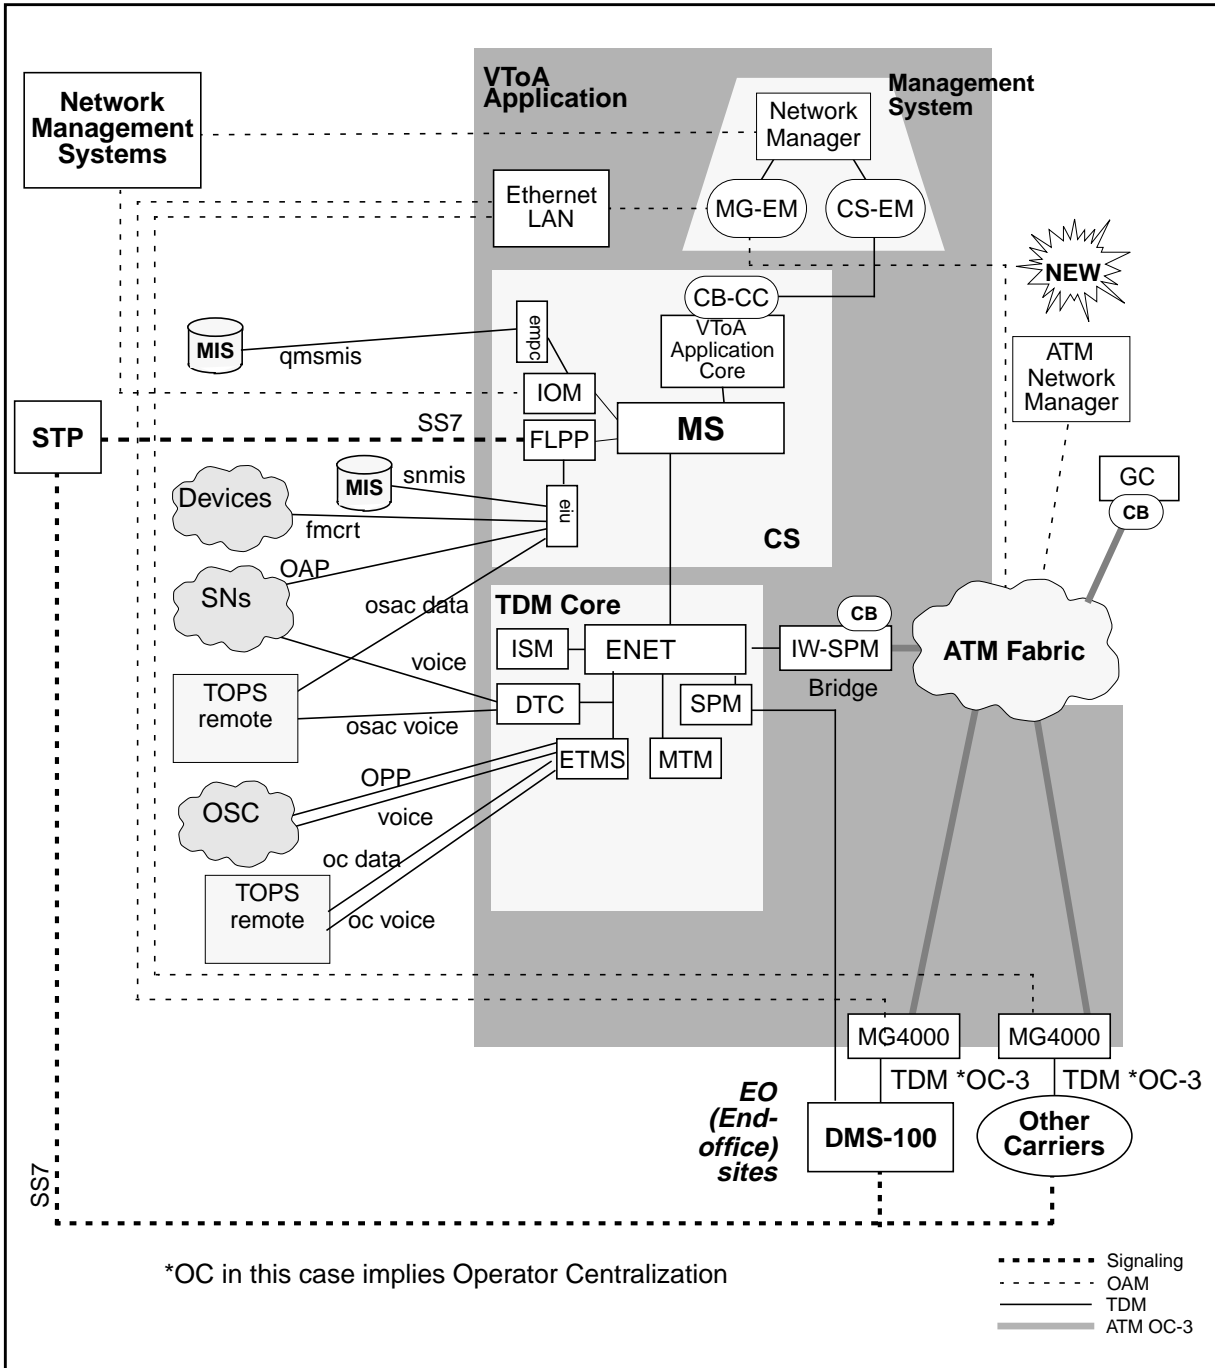 VToA
Application
Management
System
Network
Management
Systems
Network
Manager
Ethernet
LAN
MG-EM
CS-EM
NEW
CB-CC
VToA
Application
Core
empc
MIS
qmsmis
IOM
ATM
Network
Manager
STP
SS7
FLPP
MS
MIS
snmis
GC
CB
Devices
fmcrt
eiu
CS
OAP
SNs
osac data
TDM Core
CB
ISM
ENET
IW-SPM
ATM Fabric
voice
Bridge
TOPS
remote
DTC
SPM
osac voice
ETMS
MTM
OPP
OSC
voice
oc data
TOPS
remote
oc voice
MG4000
MG4000
TDM *OC-3
TDM *OC-3
EO
(End-
office)
sites
DMS-100
Other
Carriers
SS7
*OC in this case implies Operator Centralization
Signaling
OAM
TDM
ATM OC-3